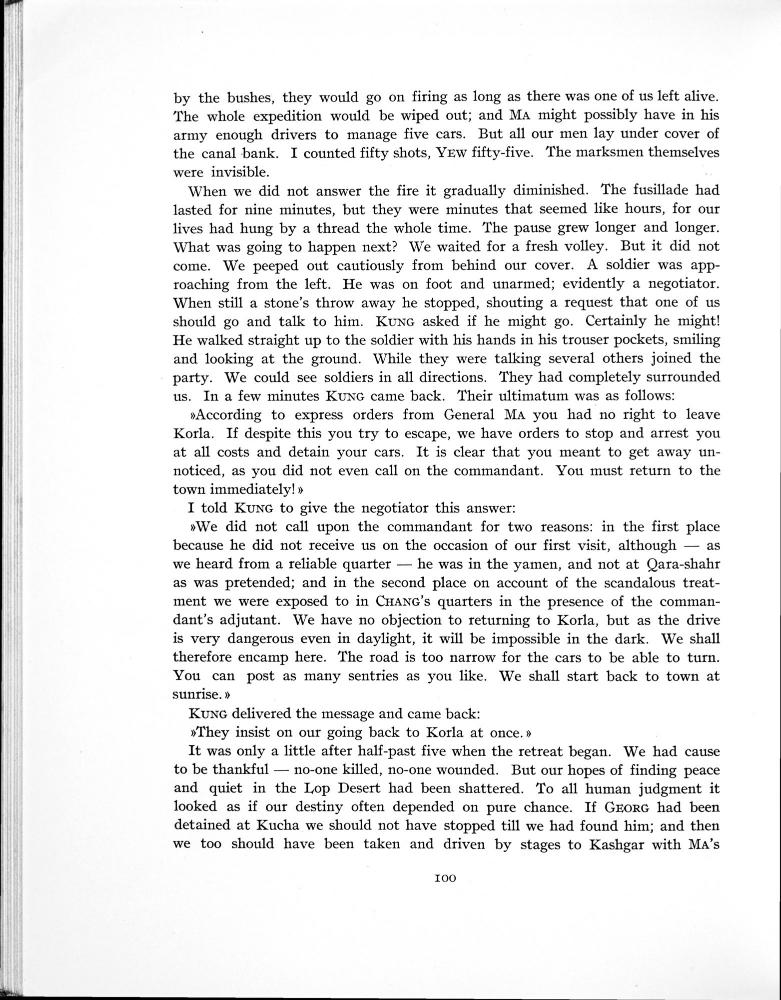 by the bushes, they would go on firing as long as there was one of us left alive.
The whole expedition would be wiped out; and MA might possibly have in his
army enough drivers to manage five cars. But all our men lay under cover of
the canal bank. I counted fifty shots, YEW fifty-five. The marksmen themselves
were invisible.
When we did not answer the fire it gradually diminished. The fusillade had
lasted for nine minutes, but they were minutes that seemed like hours, for our
lives had hung by a thread the whole time. The pause grew longer and longer.
What was going to happen next? We waited for a fresh volley. But it did not
come. We peeped out cautiously from behind our cover. A soldier was app-
roaching from the left. He was on foot and unarmed; evidently a negotiator.
When still a stone's throw away he stopped, shouting a request that one of us
should go and talk to him. KUNG asked if he might go. Certainly he might!
He walked straight up to the soldier with his hands in his trouser pockets, smiling
and looking at the ground. While they were talking several others joined the
party. We could see soldiers in all directions. They had completely surrounded
us. In a few minutes KUNG came back. Their ultimatum was as follows:
»According to express orders from General MA you had no right to leave
Korla. If despite this you try to escape, we have orders to stop and arrest you
at all costs and detain your cars. It is clear that you meant to get away un-
noticed, as you did not even call on the commandant. You must return to the
town immediately!»
I told KUNG to give the negotiator this answer:
»We did not call upon the commandant for two reasons: in the first place
because he did not receive us on the occasion of our first visit, although — as
we heard from a reliable quarter — he was in the yamen, and not at Qara-shahr
as was pretended; and in the second place on account of the scandalous treat-
ment we were exposed to in CHANG's quarters in the presence of the comman-
dant's adjutant. We have no objection to returning to Korla, but as the drive
is very dangerous even in daylight, it will be impossible in the dark. We shall
therefore encamp here. The road is too narrow for the cars to be able to turn.
You can post as many sentries as you like. We shall start back to town at
sunrise.»
KUNG delivered the message and came back:
»They insist on our going back to Korla at once.»
It was only a little after half-past five when the retreat began. We had cause
to be thankful — no-one killed, no-one wounded. But our hopes of finding peace
and quiet in the Lop Desert had been shattered. To all human judgment it
looked as if our destiny often depended on pure chance. If GEORG had been
detained at Kucha we should not have stopped till we had found him; and then
we too should have been taken and driven by stages to Kashgar with MA's
100